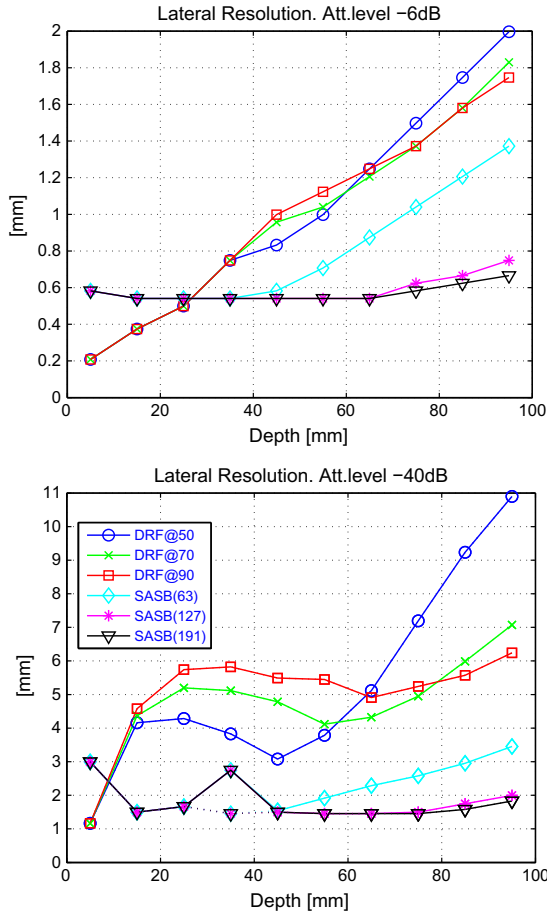 Lateral Resolution. Att.level −6dB
2
1.8
1.6
1.4
1.2
1
0.8
0.6
0.4
0.2
0
[mm]
0 20 40 60 80 100
Depth [mm]
Lateral Resolution. Att.level −40dB
11
10
9
8
7
6
5
4
3
2
1
0
[mm]
DRF@50
DRF@70
DRF@90
SASB(63)
SASB(127)
SASB(191)
0 20 40 60 80 100
Depth [mm]